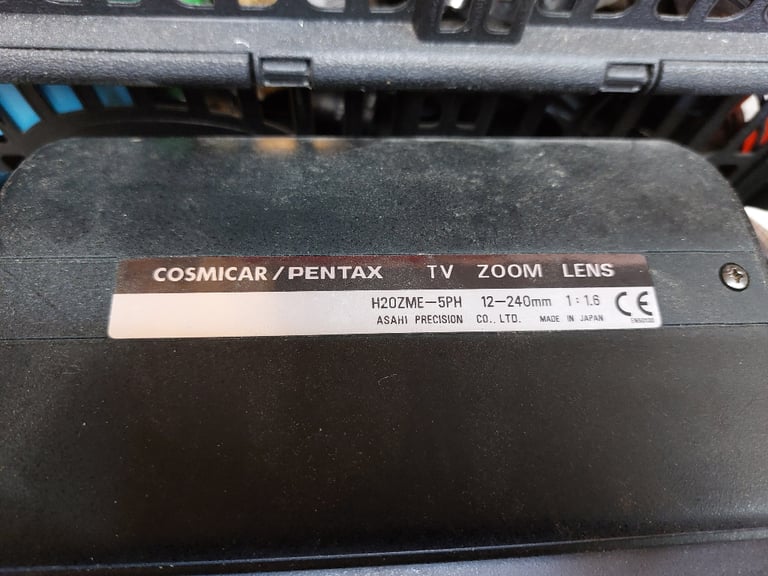 COSMICAR / PENTAX TV ZOOM LENS
H20ZME-5PH 12-240mm 1:1.6 CE
ASAHI PRECISION CO., LTD. MADE IN JAPAN